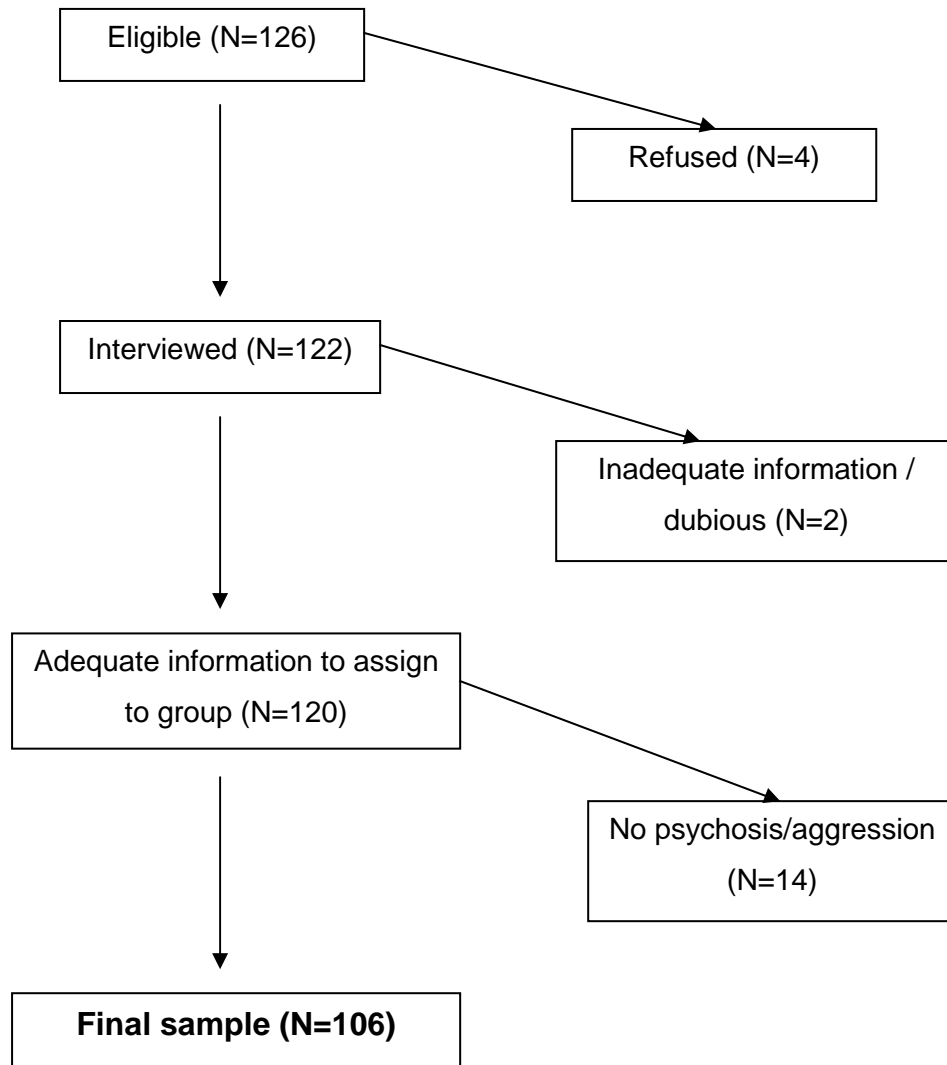 Eligible (N=126)
Refused (N=4)
Interviewed (N=122)
Inadequate information /
dubious (N=2)
Adequate information to assign
to group (N=120)
No psychosis/aggression
(N=14)
Final sample (N=106)